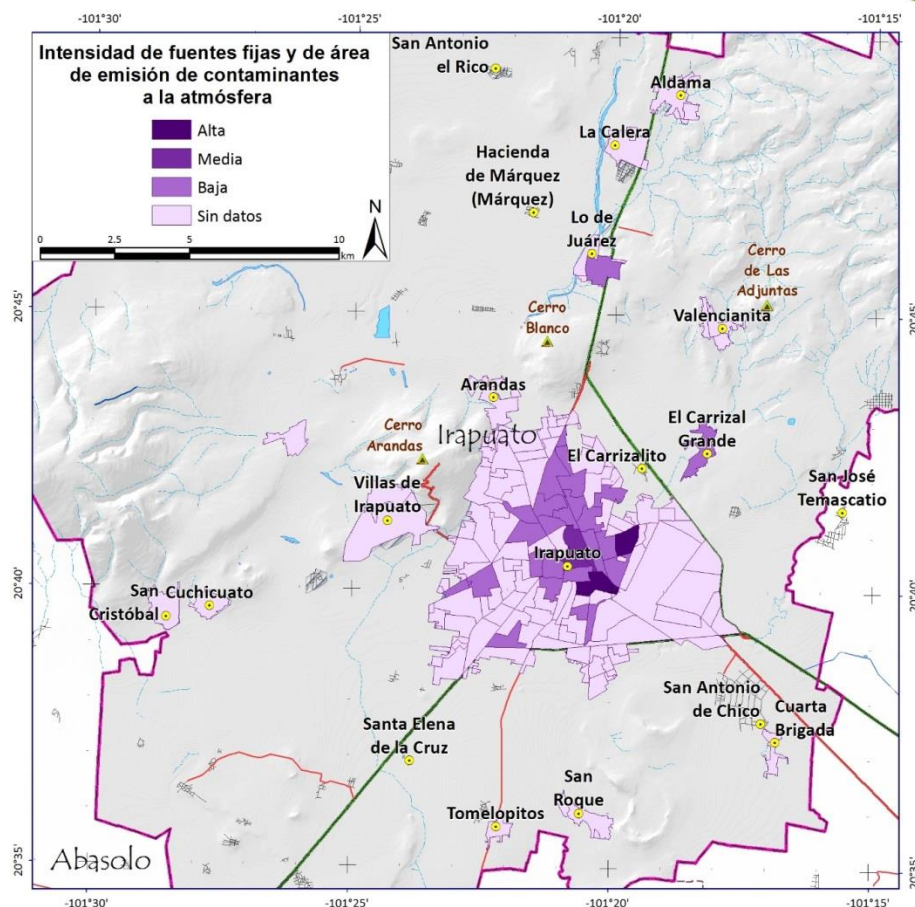 -101°30'
-101°25'
-101°20'
-101°15'
Intensidad de fuentes fijas y de área
de emisión de contaminantes
a la atmósfera
Alta
Media
Baja
Sin datos
N
0
2.5
5
10
km
San Antonio
el Rico
Aldama
La Calera
Hacienda
de Márquez
(Márquez)
Lo de
Juárez
Cerro
de Las
Adjuntas
20°45'
20°45'
Cerro
Blanco
Valencianita
Arandas
Irapuato
Cerro
Arandas
El Carrizal
Grande
El Carrizalito
Villas de
Irapuato
San José
Temascatio
Irapuato
20°40'
20°40'
San
Cristóbal
Cuchicuato
San Antonio
de Chico
Cuarta
Brigada
Santa Elena
de la Cruz
San
Roque
Tomelopitos
Abasolo
20°35'
20°35'
-101°30'
-101°25'
-101°20'
-101°15'